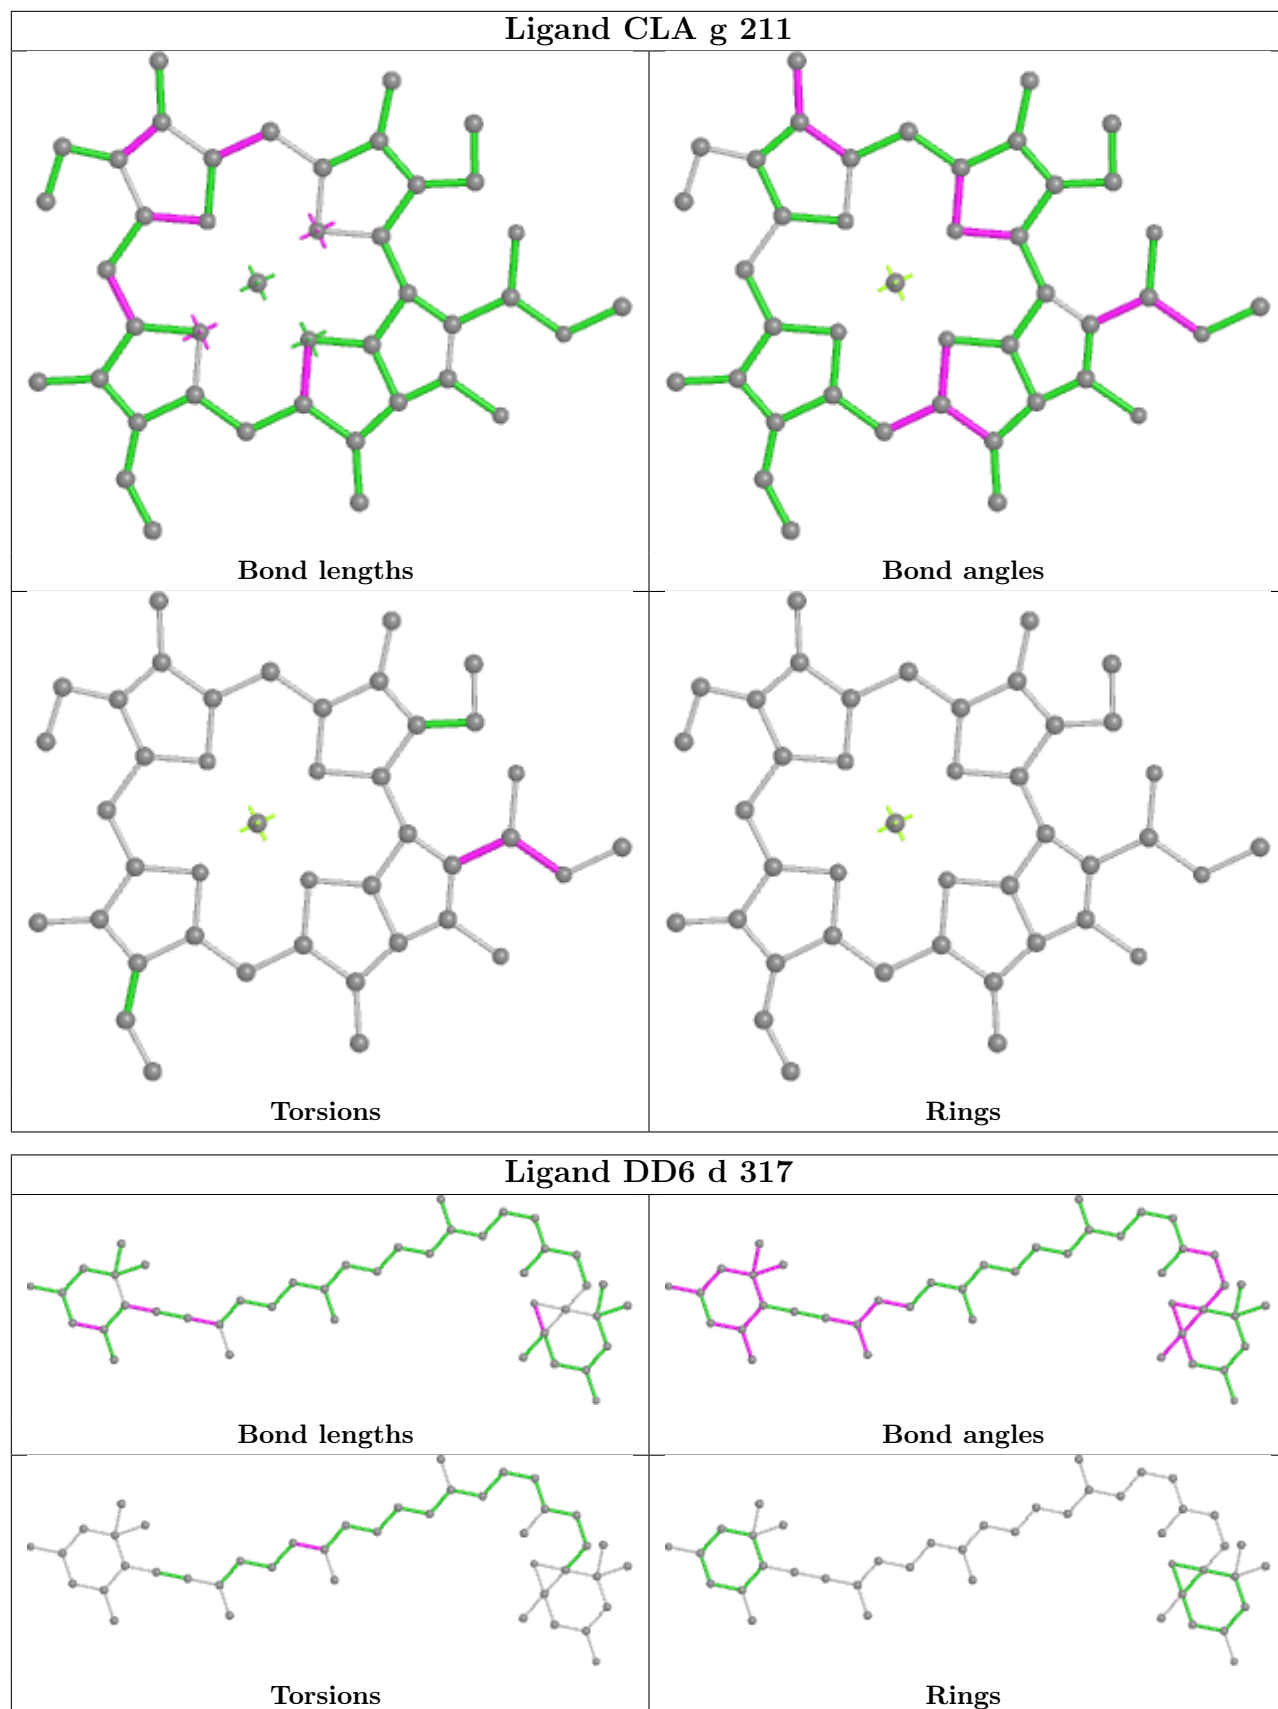 Ligand CLA g 211
Bond lengths
Bond angles
Torsions
Rings
Ligand DD6 d 317
Bond lengths
Bond angles
Torsions
Rings